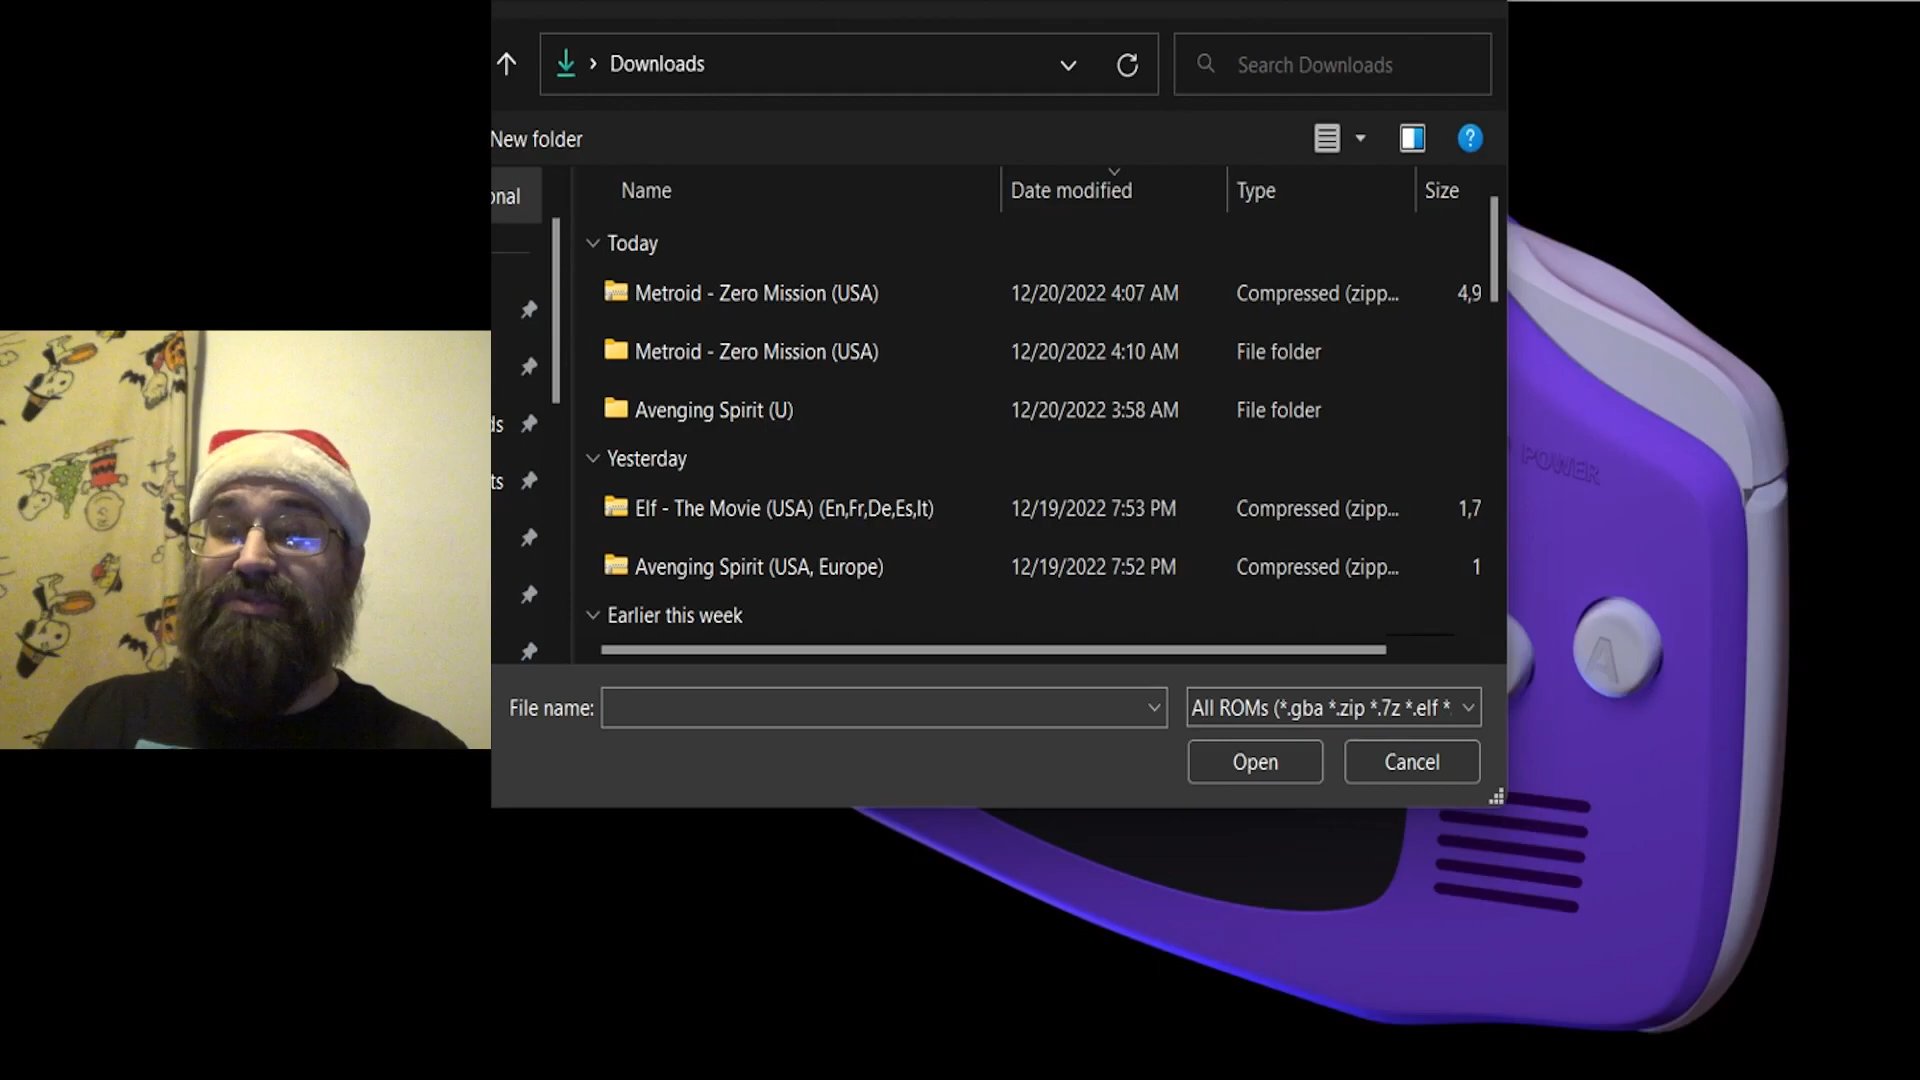 Downloads
Search Downloads
New folder
Name
Date modified
Type
Size
onal
Today
Metroid - Zero Mission (USA)
12/20/2022 4:07 AM
Compressed (zipp...
4,9
Metroid - Zero Mission (USA)
12/20/2022 4:10 AM
File folder
Avenging Spirit (U)
12/20/2022 3:58 AM
File folder
ds
Yesterday
ts
Elf - The Movie (USA) (En,Fr,De,Es,It)
12/19/2022 7:53 PM
Compressed (zipp...
1,7
Avenging Spirit (USA, Europe)
12/19/2022 7:52 PM
Compressed (zipp...
1
Earlier this week
File name:
All ROMs (*.gba *.zip *.7z *.elf *.
Open
Cancel
POWER
A